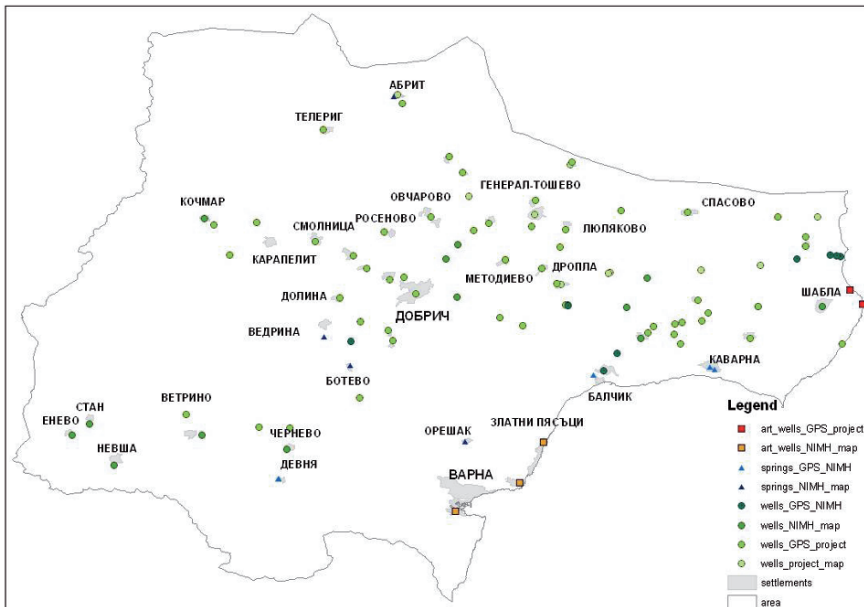 АБРИТ
ТЕЛЕРИГ
КОЧМАР
ОВЧАРОВО
ГЕНЕРАЛ-ТОШЕВО
СПАСОВО
РОСЕНОВО
СМОЛНИЦА
ЛЮЛЯКОВО
КАРАПЕЛИТ
МЕТОДИЕВО
ДРОПЛА
ДОЛИНА
ШАБЛА
ДОБРИЧ
ВЕДРИНА
БОТЕВО
КАВАРНА
БАЛЧИК
ВЕТРИНО
СТАН
ЕНЕВО
ЧЕРНЕВО
ОРЕШАК
ЗЛАТНИ ПЯСЪЦИ
НЕВША
ДЕВНЯ
ВАРНА
Legend
art_wells_GPS_project
art_wells_NIMH_map
springs_GPS_NIMH
springs_NIMH_map
wells_GPS_NIMH
wells_NIMH_map
wells_GPS_project
wells_project_map
settlements
area